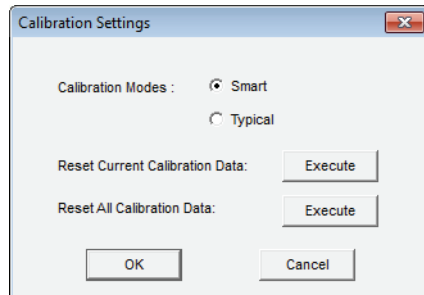 Calibration Settings
Calibration Modes :
Smart
Typical
Reset Current Calibration Data:
Execute
Reset All Calibration Data:
Execute
OK
Cancel